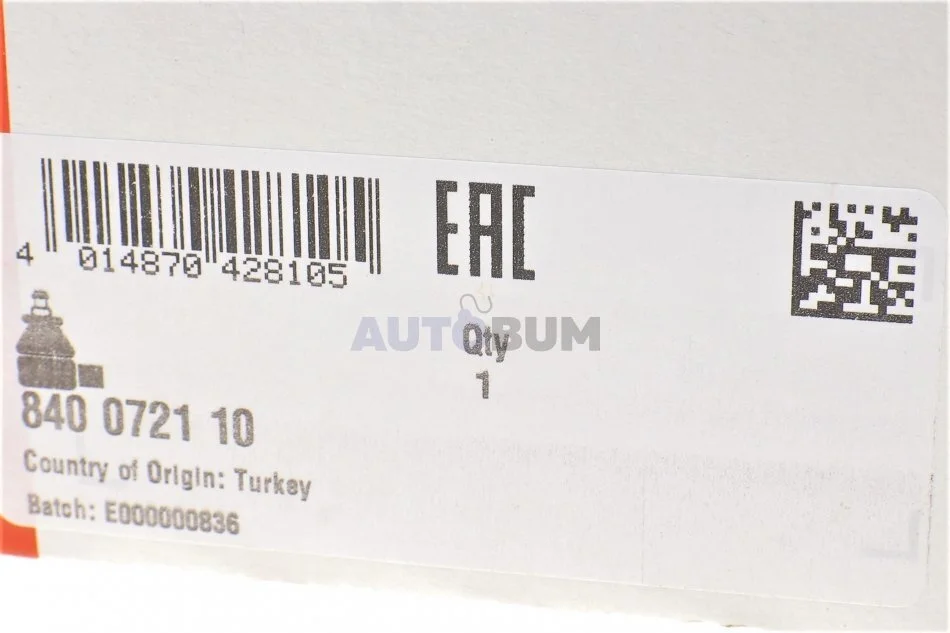 4 014870 428105
EAC
AUTOBUM
Qty
1
840 0721 10
Country of Origin: Turkey
Batch: E000000836